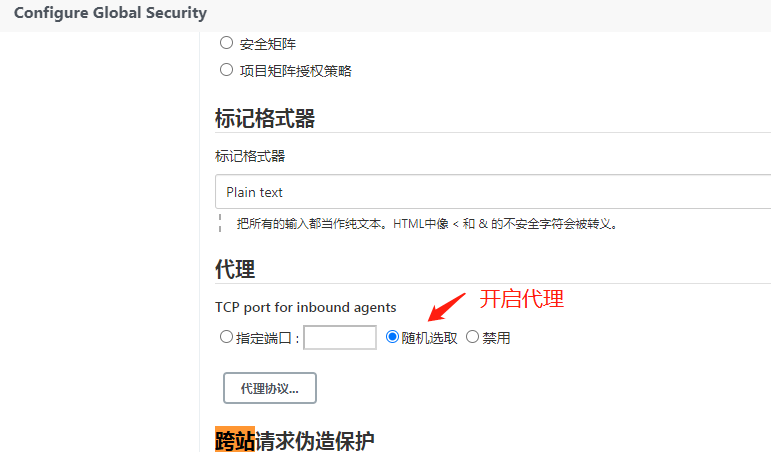 Configure Global Security
安全矩阵
项目矩阵授权策略
标记格式器
标记格式器
Plain text
把所有的输入都当作纯文本。HTML中像 < 和 & 的不安全字符会被转义。
代理
开启代理
TCP port for inbound agents
指定端口 : 随机选取 禁用
代理协议...
跨站请求伪造保护